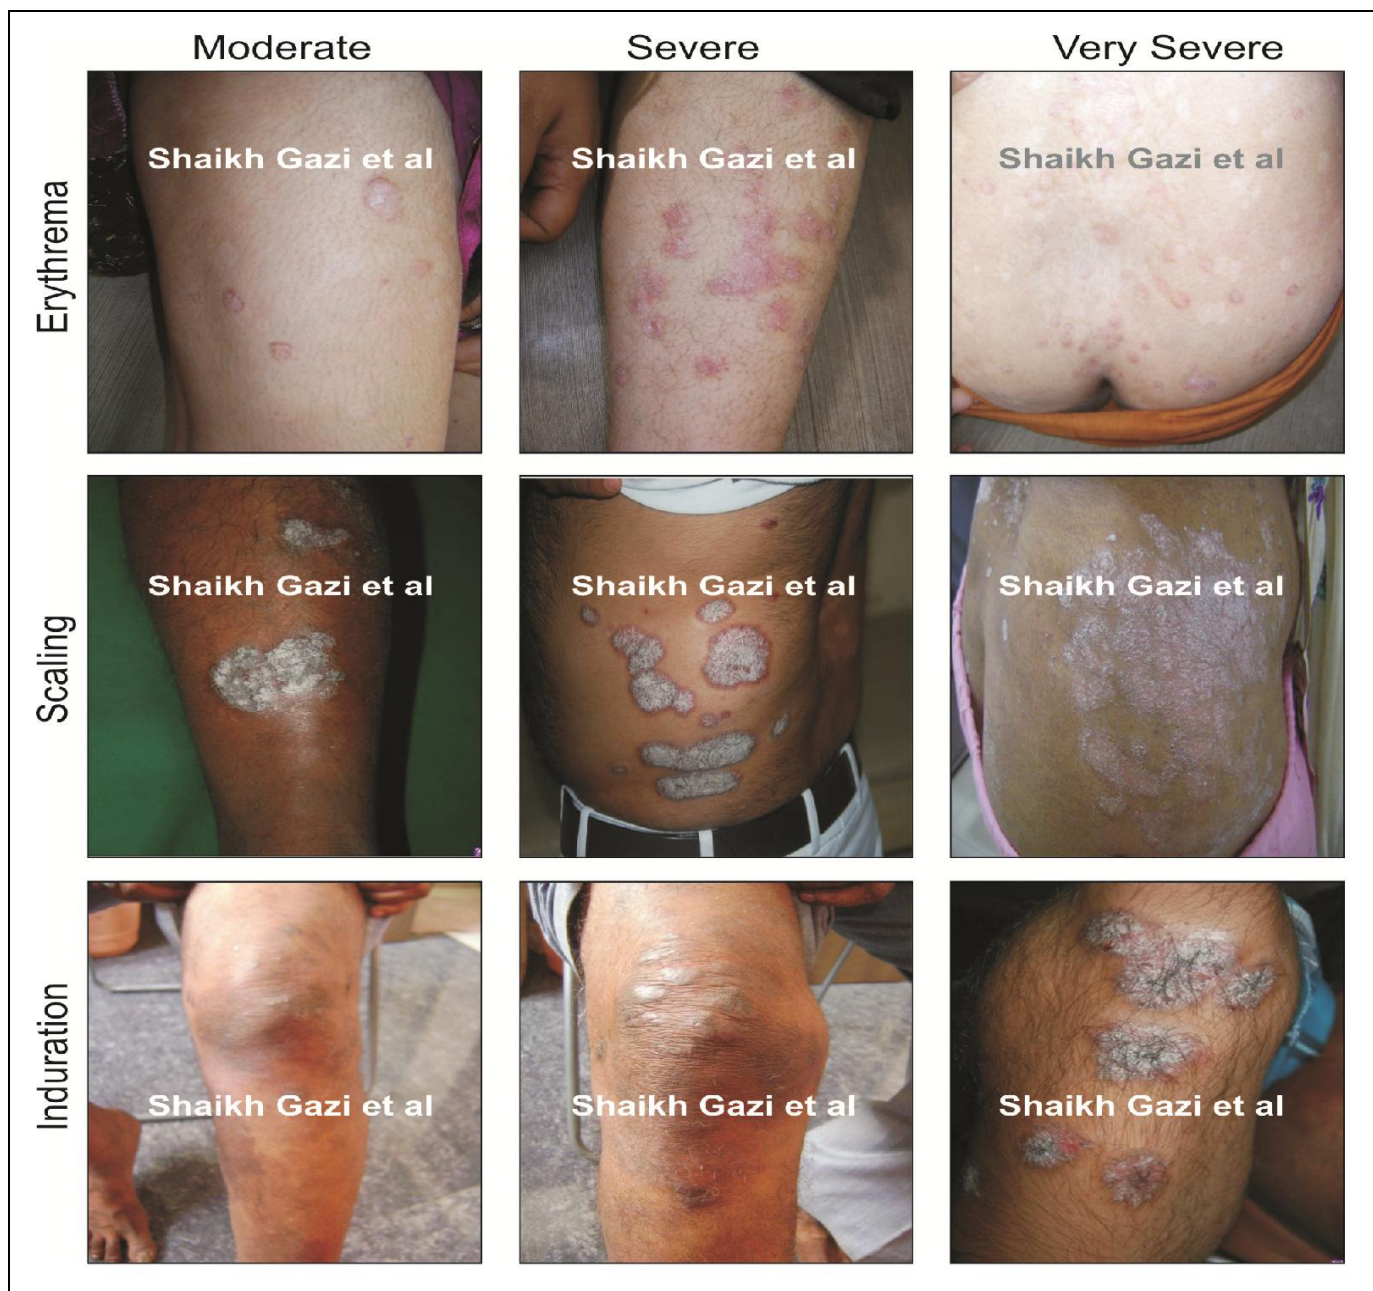 Moderate Severe Very Severe
Erythrema
Shaikh Gazi et al Shaikh Gazi et al Shaikh Gazi et al
Scaling
Shaikh Gazi et al Shaikh Gazi et al Shaikh Gazi et al
Induration
Shaikh Gazi et al Shaikh Gazi et al Shaikh Gazi et al